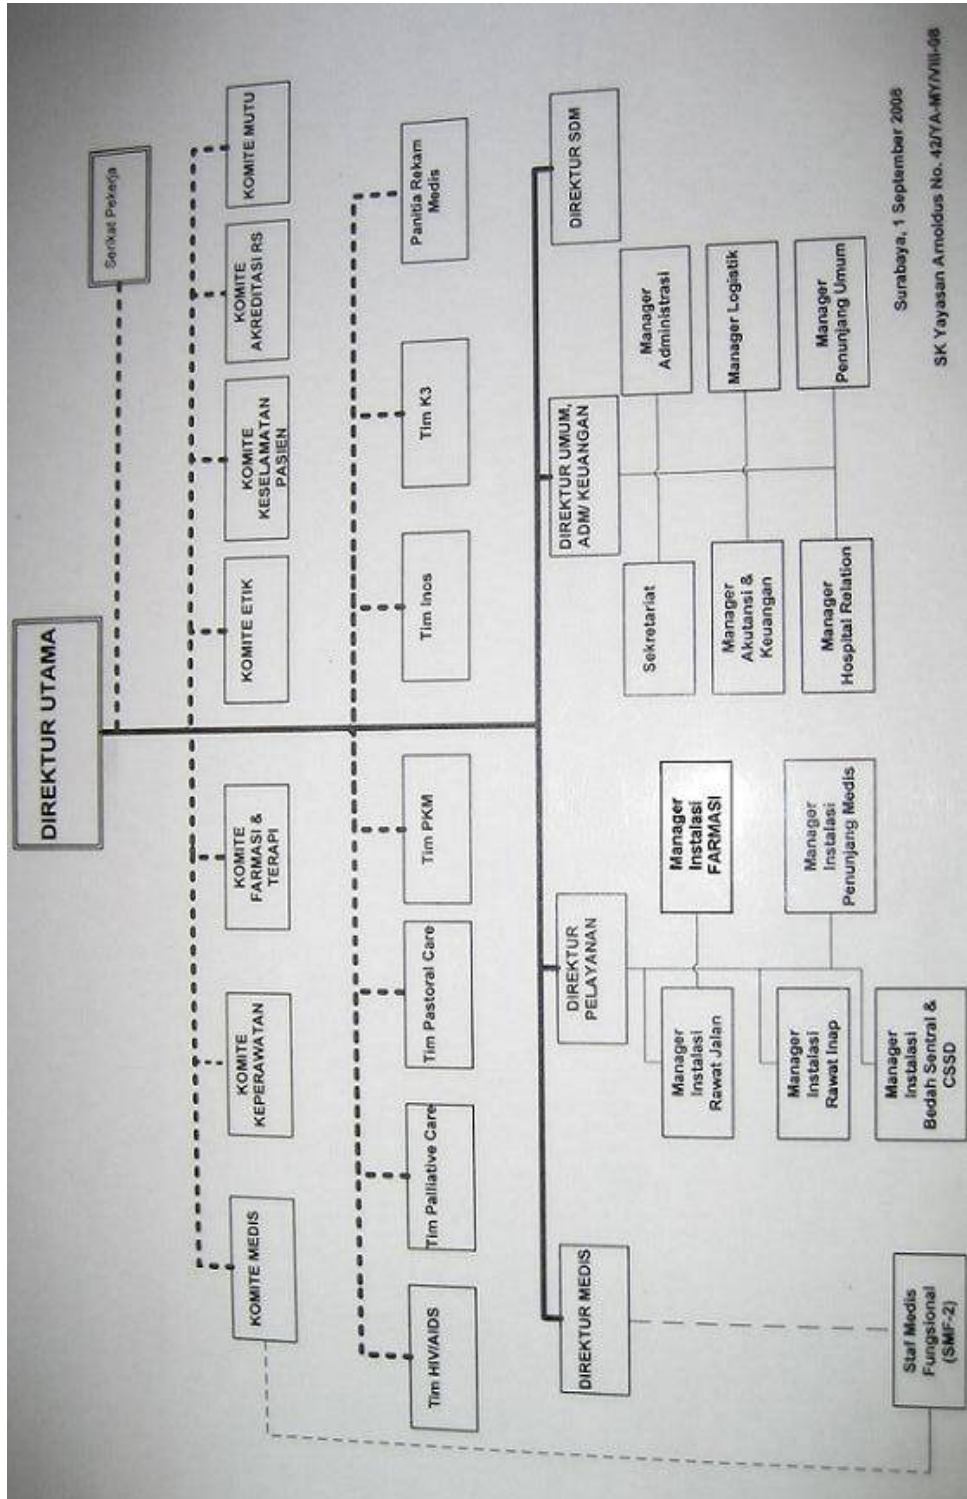 DIREKTUR UTAMA
Serikat Pekerja
KOMITE MEDIS
KOMITE
KEPERAWATAN
KOMITE
FARMASI &
TERAPI
KOMITE ETIK
KOMITE
KESELAMATAN
PASIEN
KOMITE
AKREDITASI RS
KOMITE MUTU
Tim HIV/AIDS
Tim Palliative Care
Tim Pastoral Care
Tim PKM
Tim Inos
Tim K3
Panitia Rekam
Medis
DIREKTUR MEDIS
DIREKTUR
PELAYANAN
DIREKTUR UMUM,
ADM/ KEUANGAN
DIREKTUR SDM
Staf Medis
Fungsional
(SMF-2)
Manager
Instalasi
Rawat Jalan
Manager
Instalasi
FARMASI
Manager
Instalasi
Rawat Inap
Manager
Instalasi
Penunjang Medis
Manager
Instalasi
Bedah Sentral &
CSSD
Sekretariat
Manager
Administrasi
Manager
Akutansi &
Keuangan
Manager Logistik
Manager
Hospital Relation
Manager
Penunjang Umum
Surabaya, 1 September 2008
SK Yayasan Arnoldus No. 42/YA-MY/VIII-08